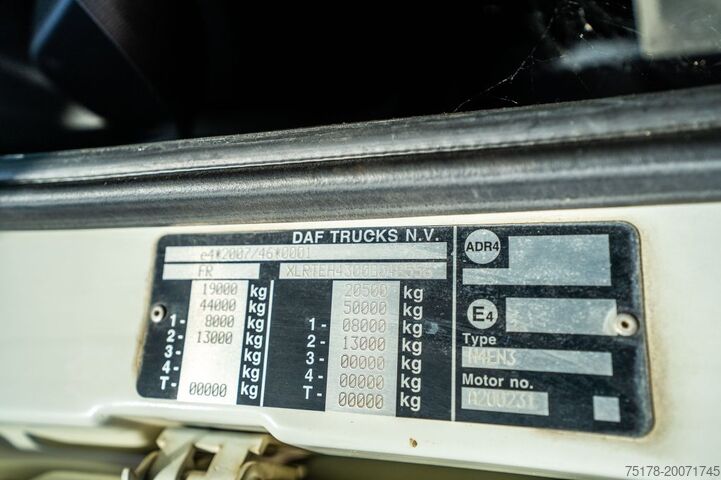 DAF TRUCKS N.V.
e4*2007/46*0001
FR
19000 kg
44000 kg
1- 8000 kg
2- 13000 kg
3- kg
4- kg
T- 00000 kg
20500 kg
50000 kg
1- 08000 kg
2- 13000 kg
3- 00000 kg
4- 00000 kg
T- 00000 kg
ADR4
E4
Type
N4EN3
Motor no.
A200231
75178-20071745